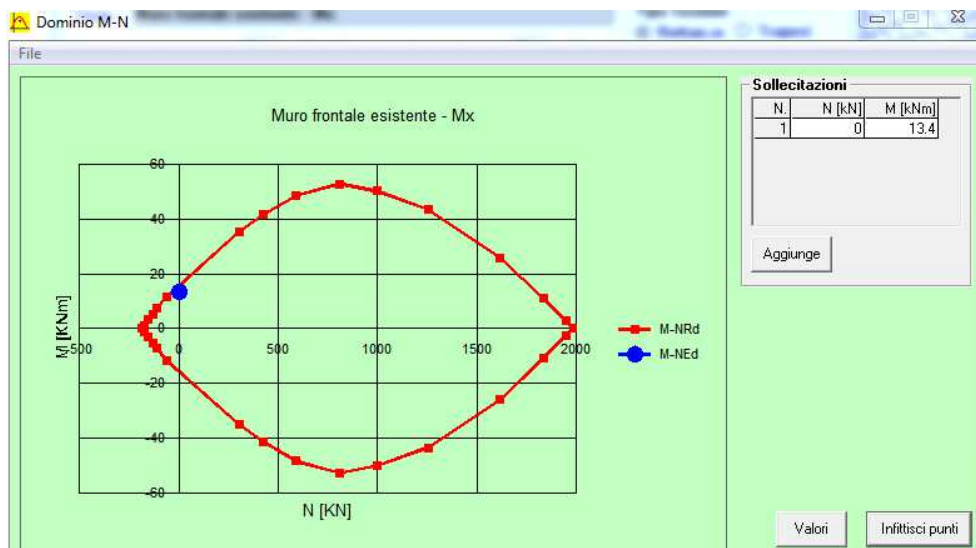 Dominio M-N
File
Muro frontale esistente - Mx
60
40
20
0
-20
-40
-60
M [KNm]
-500
0
500
1000
1500
2000
N [KN]
M-NRd
M-NEd
Sollecitazioni
N. N [kN] M [kNm]
1 0 13.4
Aggiunge
Valori
Infittisci punti